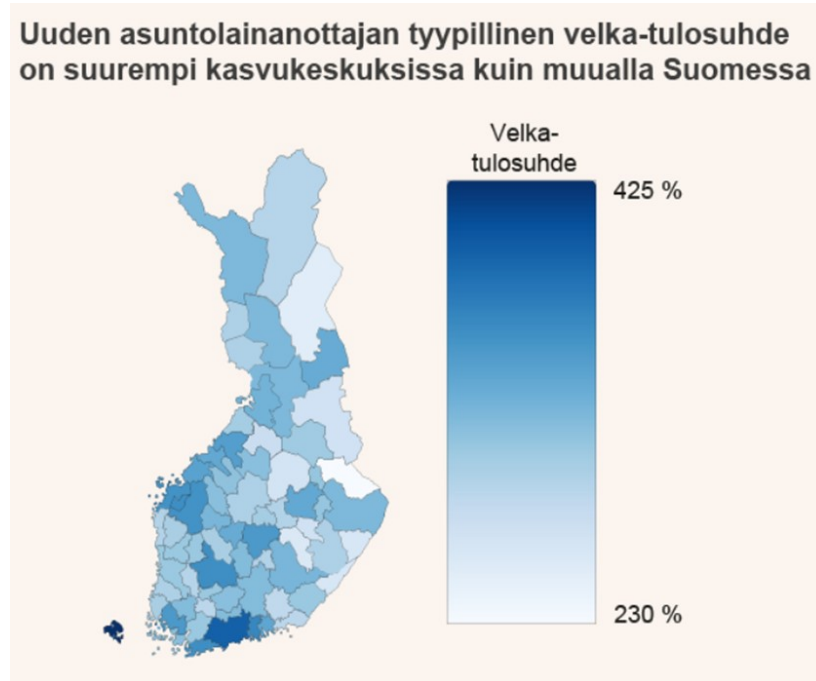 Uuden asuntolainanottajan tyypillinen velka-tulosuhde
on suurempi kasvukeskuksissa kuin muualla Suomessa
Velka-
tulosuhde
425 %
230 %